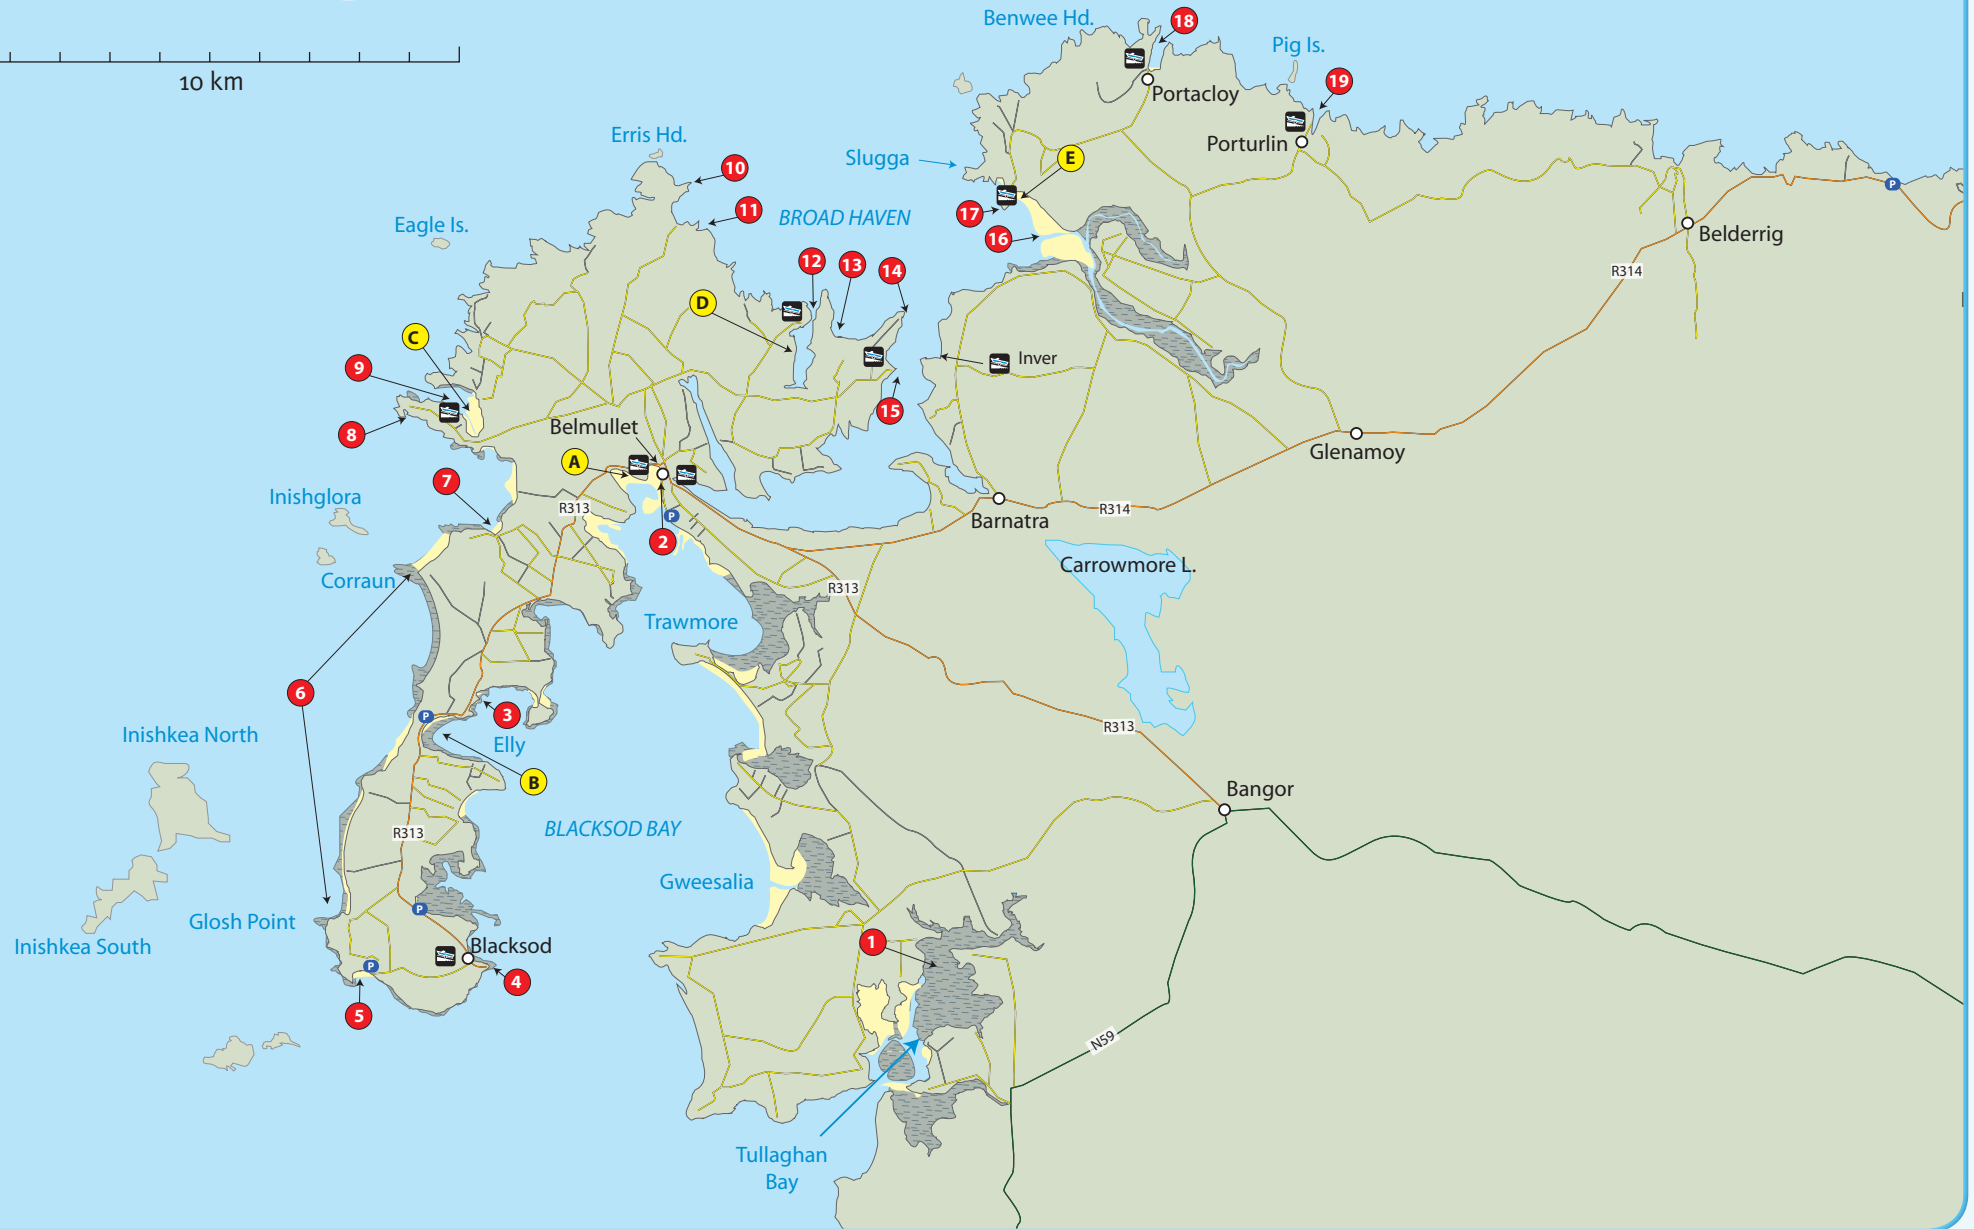 Benwee Hd.
18
Pig Is.
10 km
19
Portacloy
Erris Hd.
Porturlin
Slugga
E
10
P
11
BROAD HAVEN
17
Eagle Is.
16
Belderrig
12
13
14
R314
D
C
Inver
9
15
8
Belmullet
Glenamoy
A
7
Inishglora
R313
R314
P
Barnatra
2
Carrowmore L.
Corraun
R313
Trawmore
6
3
P
R313
Inishkea North
Elly
B
Bangor
BLACKSOD BAY
R313
Gweesalia
P
Glosh Point
Inishkea South
Blacksod
1
P
4
5
N59
Tullaghan
Bay